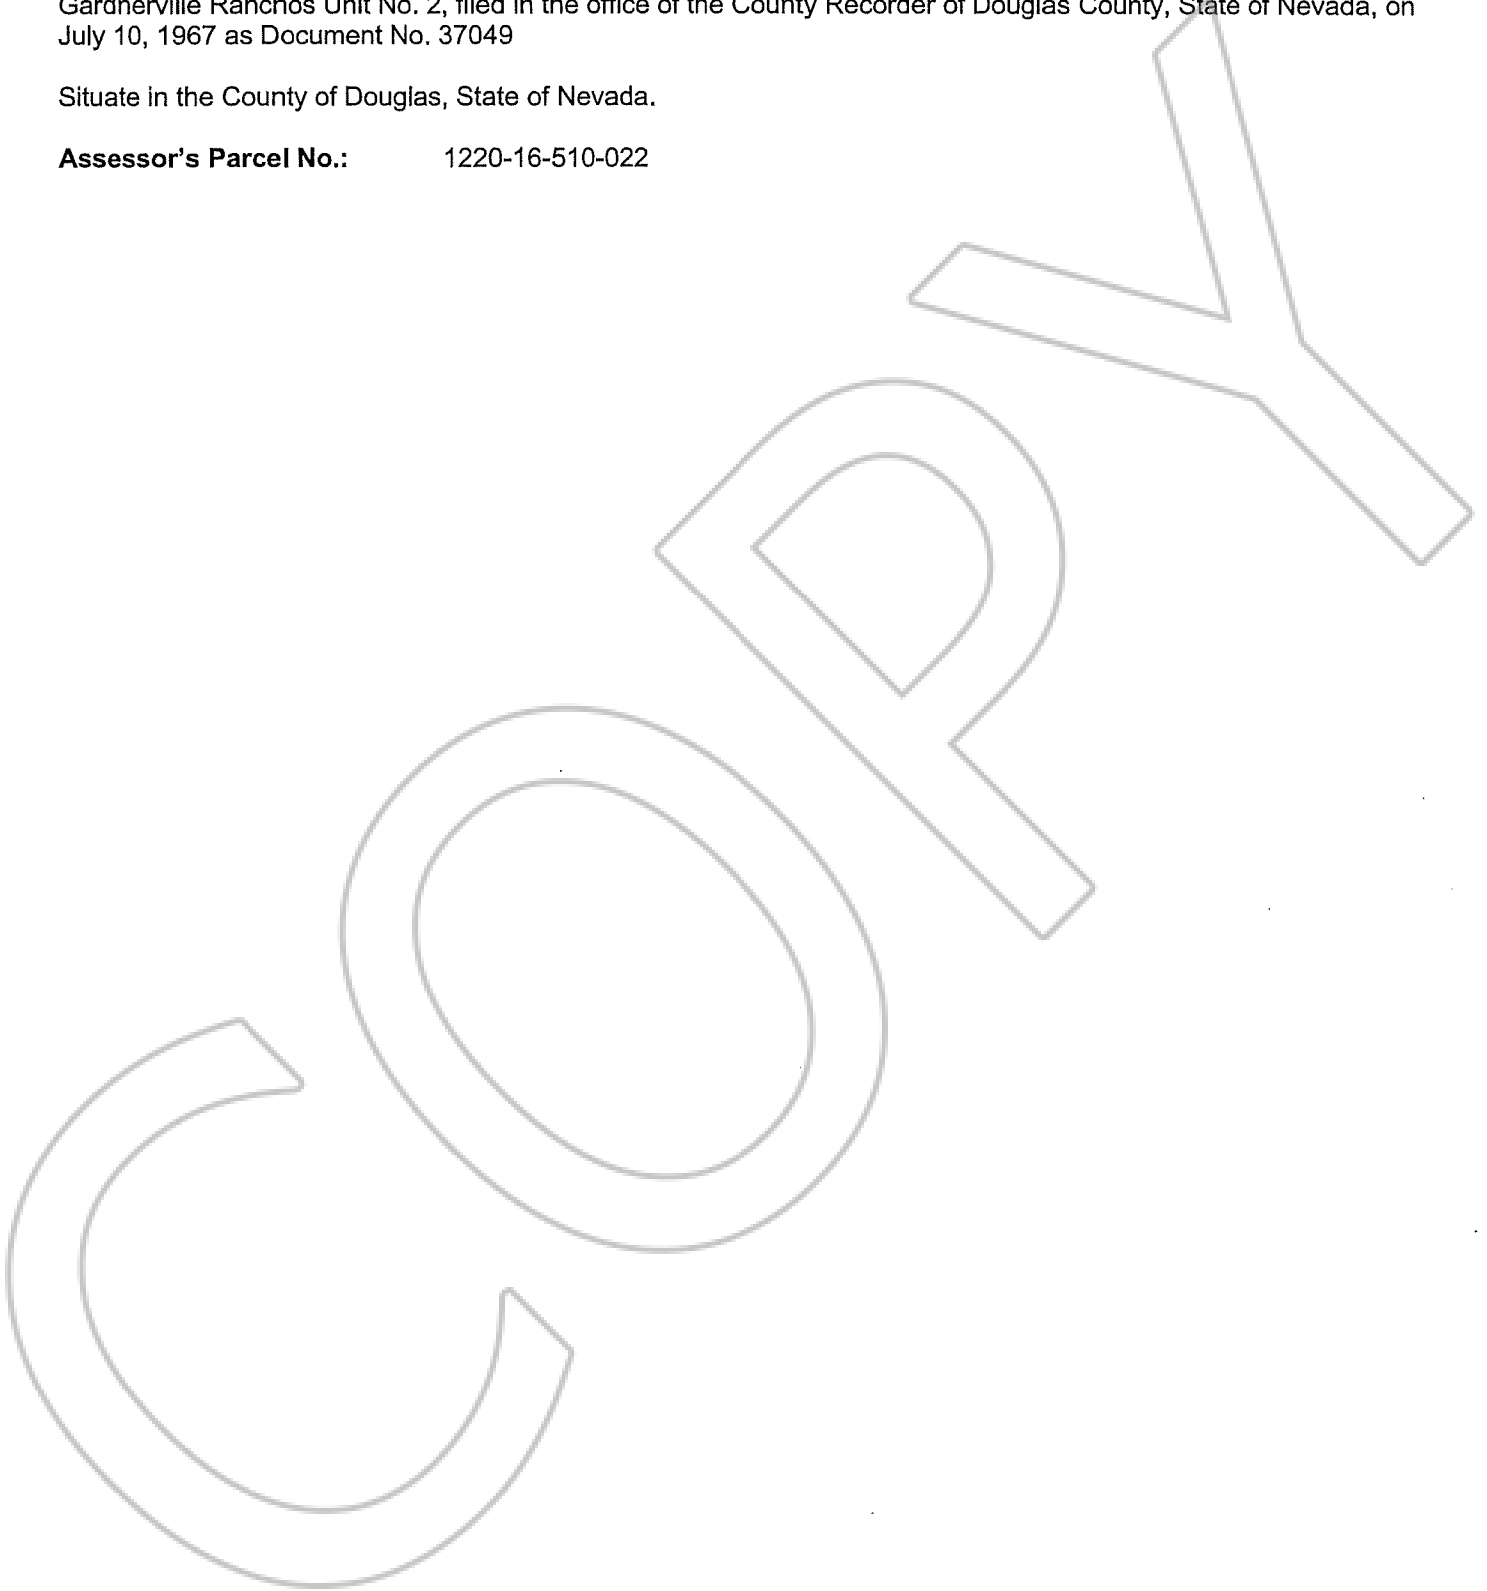 Gardnerville Ranchos Unit No. 2, filed in the office of the County Recorder of Douglas County, State of Nevada, on
July 10, 1967 as Document No. 37049
Situate in the County of Douglas, State of Nevada.
Assessor's Parcel No.: 1220-16-510-022
COPY